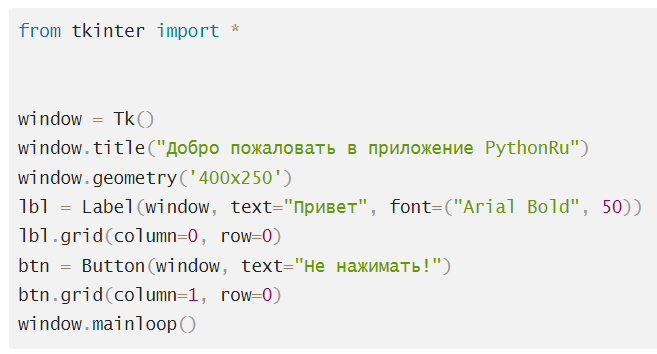 from tkinter import *
window = Tk()
window.title("Добро пожаловать в приложение PythonRu")
window.geometry('400x250')
lbl = Label(window, text="Привет", font=("Arial Bold", 50))
lbl.grid(column=0, row=0)
btn = Button(window, text="Не нажимать!")
btn.grid(column=1, row=0)
window.mainloop()